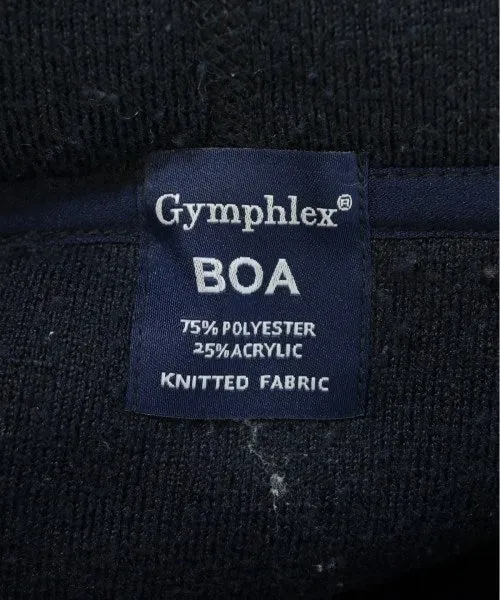 Gymphlex®
BOA
75% POLYESTER
25% ACRYLIC
KNITTED FABRIC